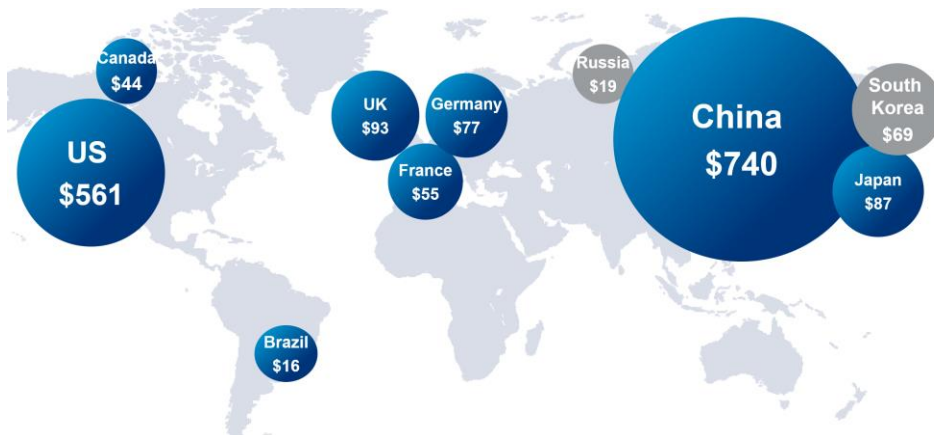 Canada
$44
US
$561
UK
$93
Germany
$77
France
$55
Russia
$19
China
$740
South
Korea
$69
Japan
$87
Brazil
$16